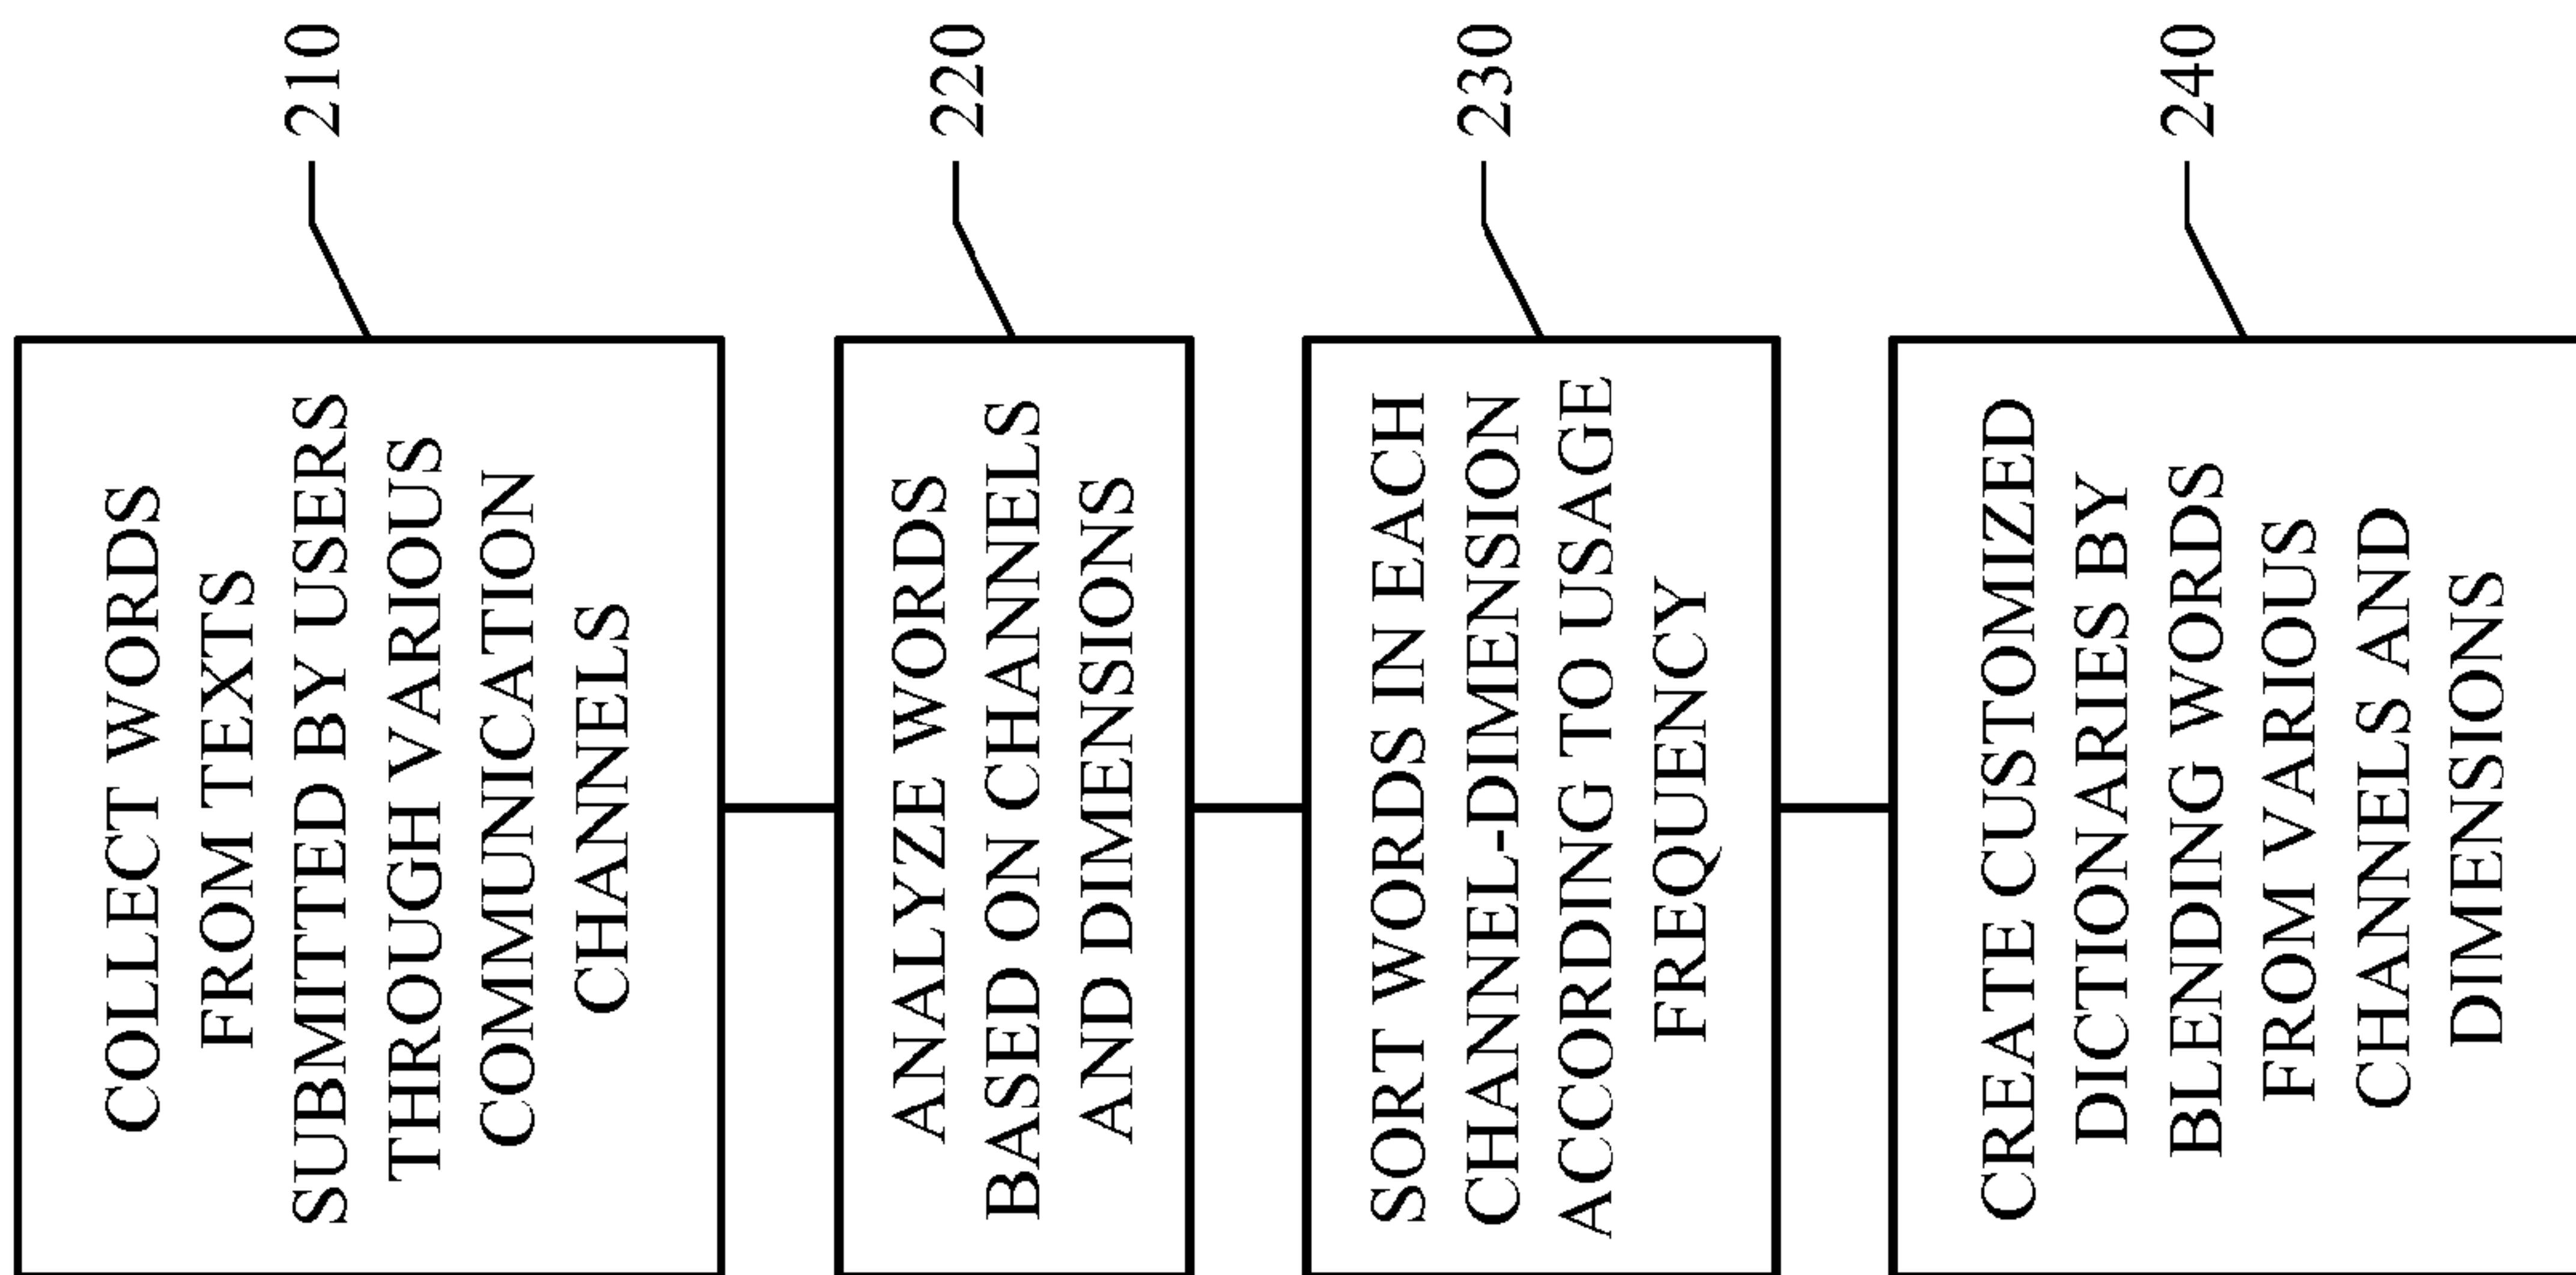 COLLECT WORDS
FROM TEXTS
SUBMITTED BY USERS
THROUGH VARIOUS
COMMUNICATION
CHANNELS
210
ANALYZE WORDS
BASED ON CHANNELS
AND DIMENSIONS
220
SORT WORDS IN EACH
CHANNEL-DIMENSION
ACCORDING TO USAGE
FREQUENCY
230
CREATE CUSTOMIZED
DICTIONARIES BY
BLENDING WORDS
FROM VARIOUS
CHANNELS AND
DIMENSIONS
240